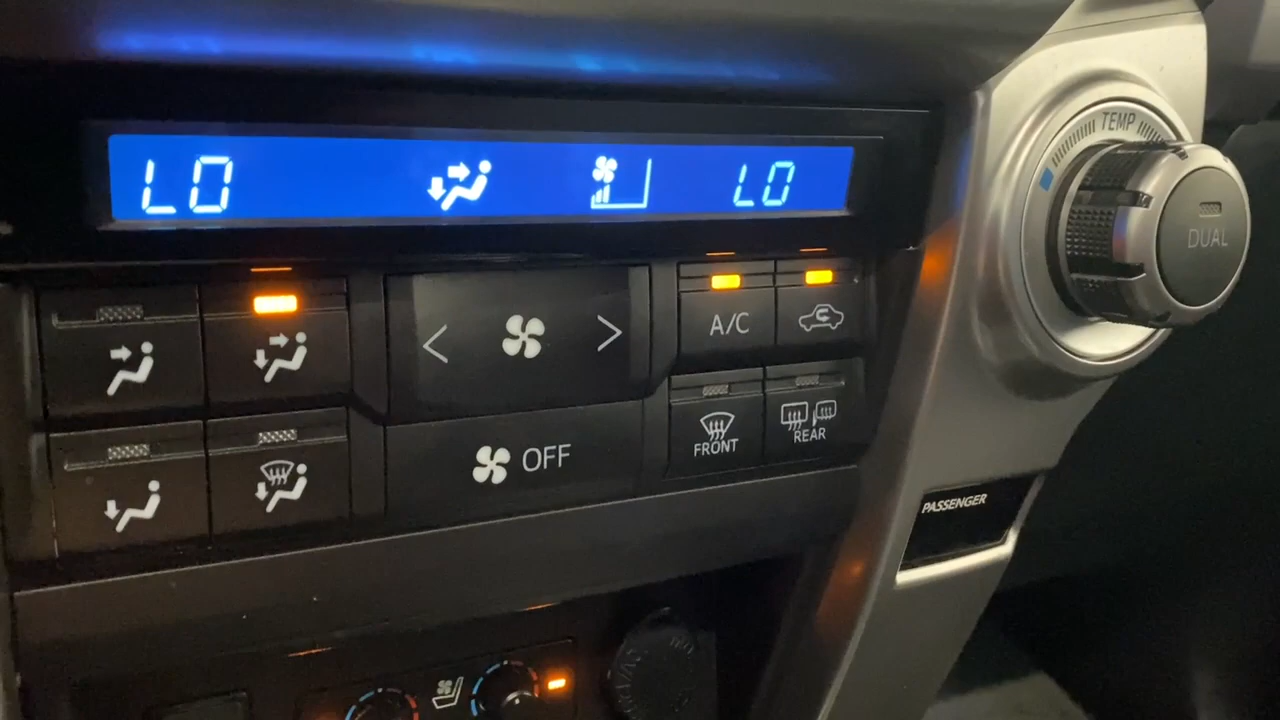 LO LO
TEMP
DUAL
A/C
OFF
FRONT
REAR
PASSENGER